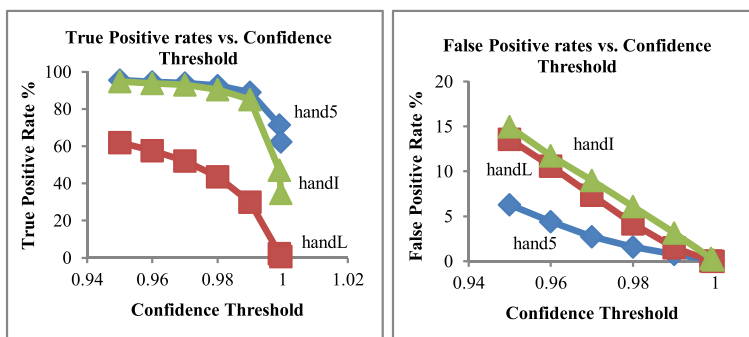 True Positive rates vs. Confidence
Threshold
True Positive Rate %
100
80
60
40
20
0
0.94
0.96
0.98
1
1.02
hand5
handI
handL
Confidence Threshold
False Positive rates vs. Confidence
Threshold
False Positive Rate %
20
15
10
5
0
0.94
0.96
0.98
1
handI
handL
hand5
Confidence Threshold